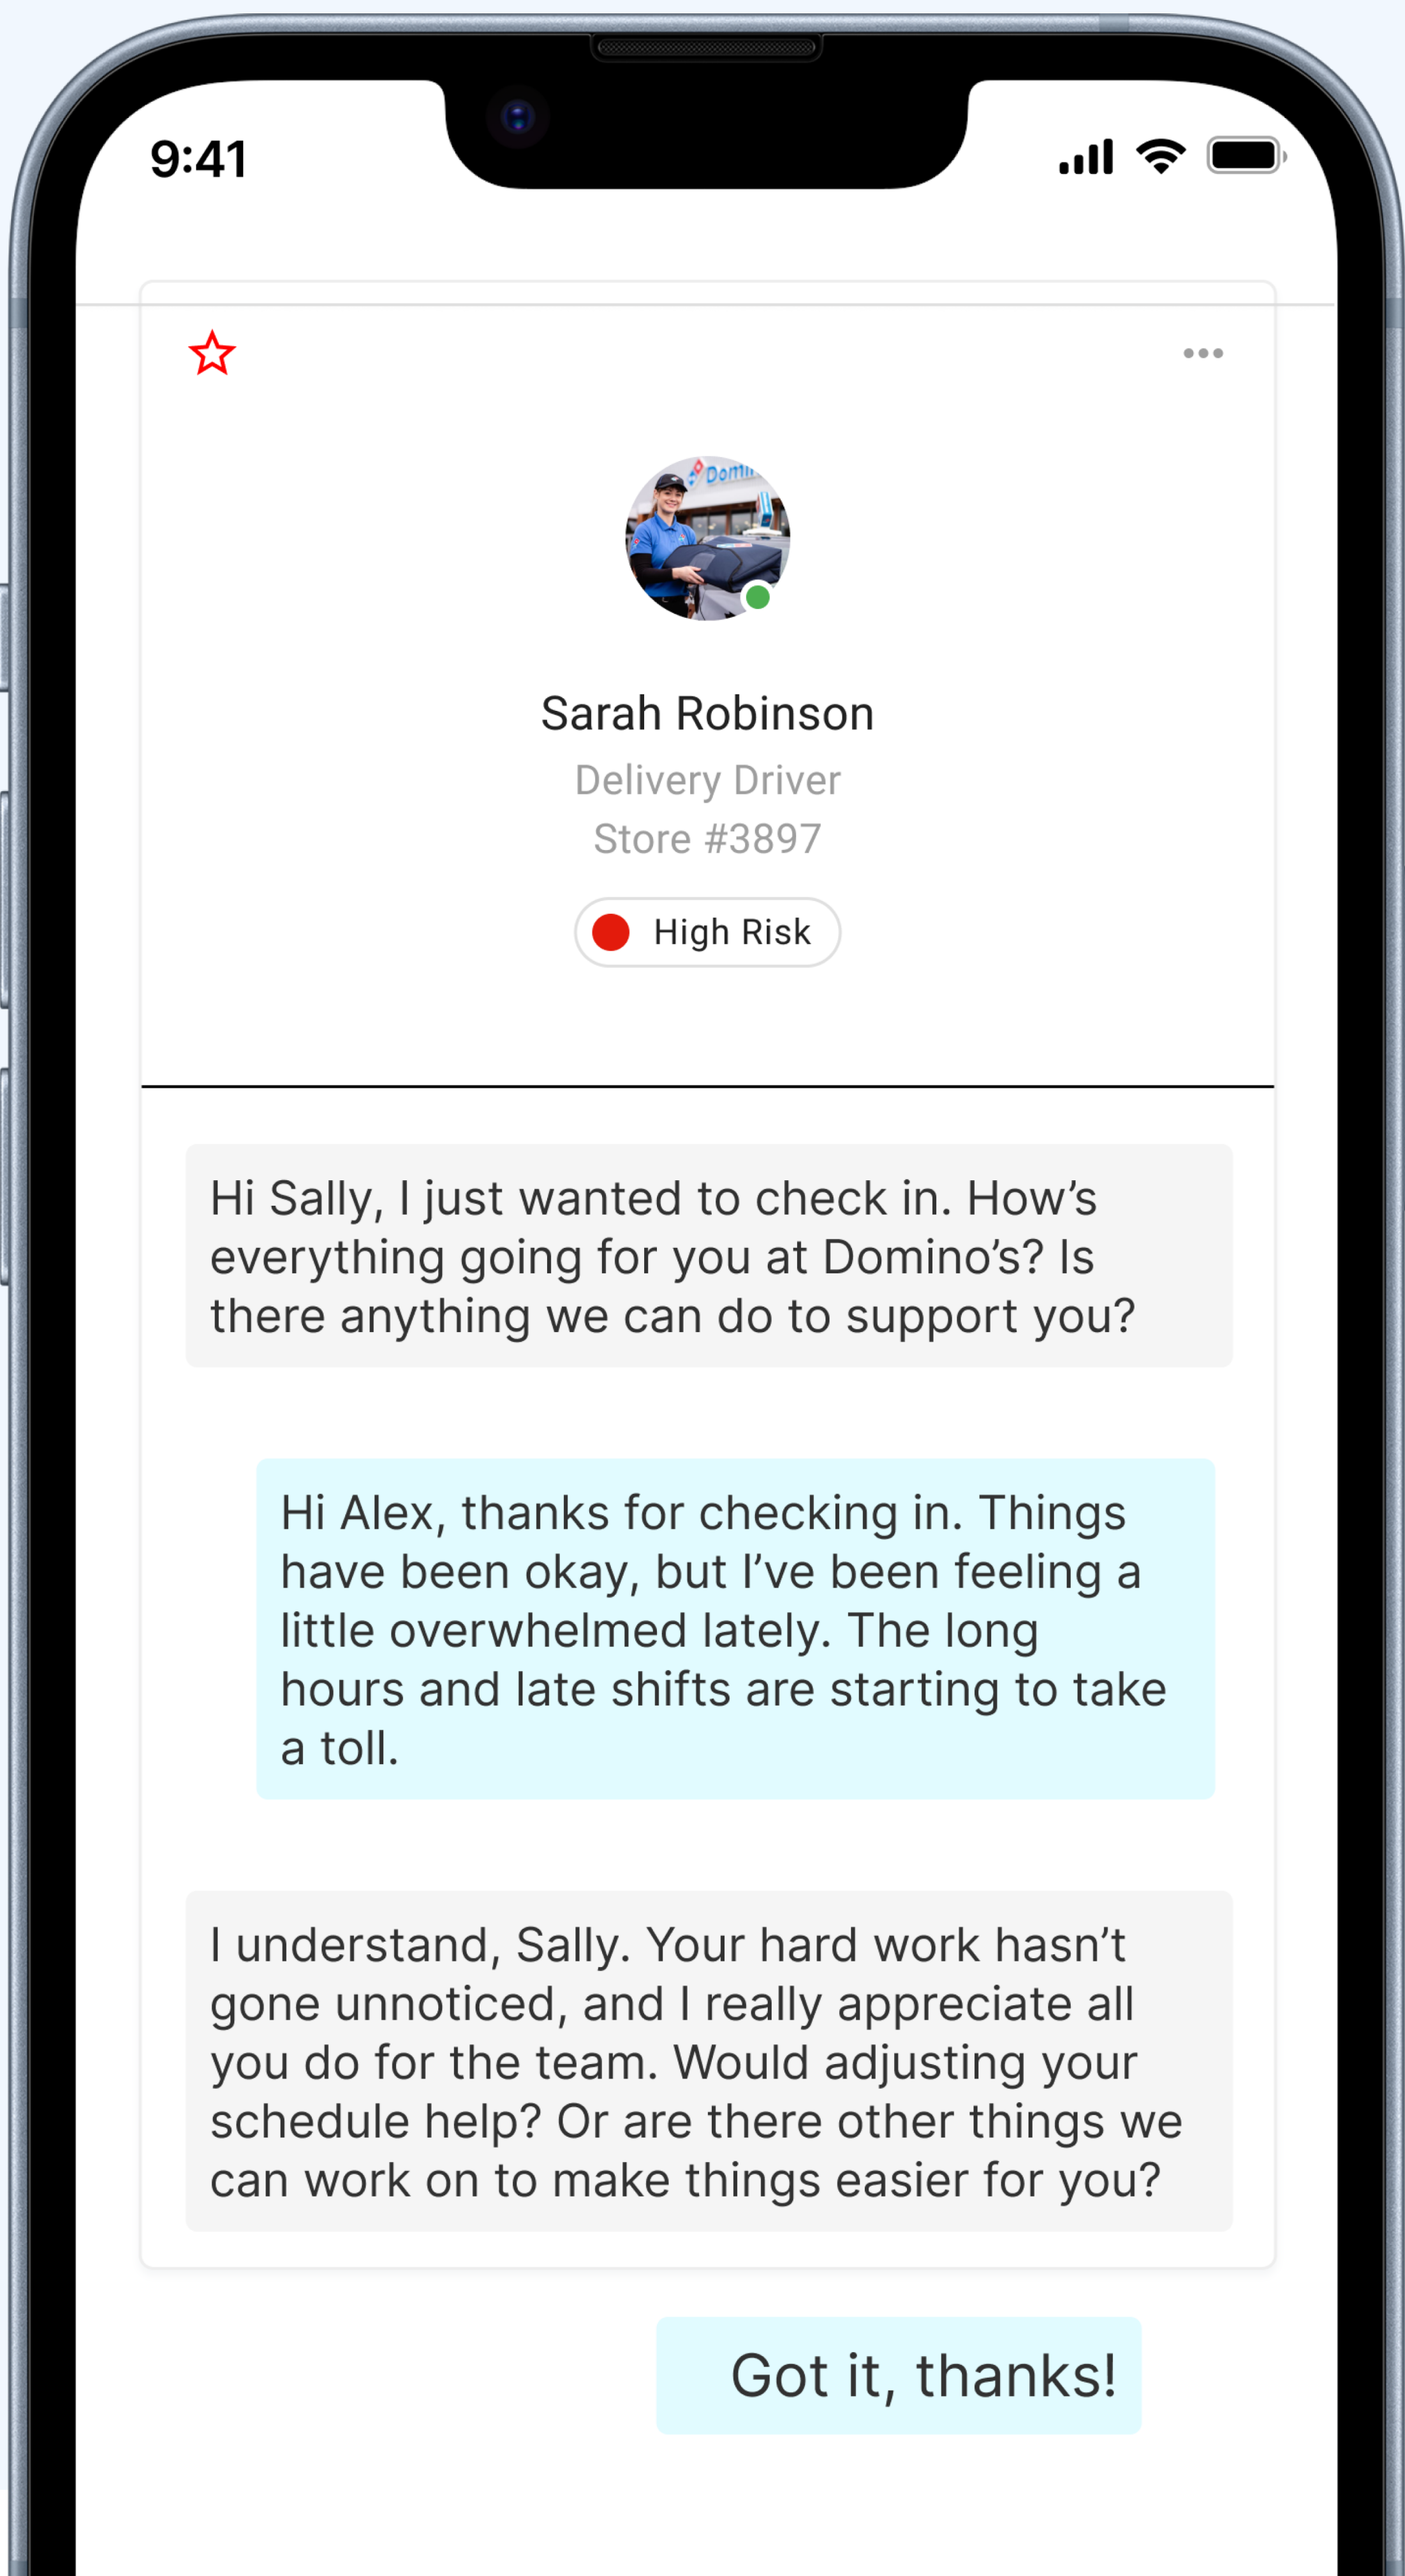 9:41
Domin
Sarah Robinson
Delivery Driver
Store #3897
High Risk
Hi Sally, I just wanted to check in. How’s
everything going for you at Domino’s? Is
there anything we can do to support you?
Hi Alex, thanks for checking in. Things
have been okay, but I’ve been feeling a
little overwhelmed lately. The long
hours and late shifts are starting to take
a toll.
I understand, Sally. Your hard work hasn’t
gone unnoticed, and I really appreciate all
you do for the team. Would adjusting your
schedule help? Or are there other things we
can work on to make things easier for you?
Got it, thanks!